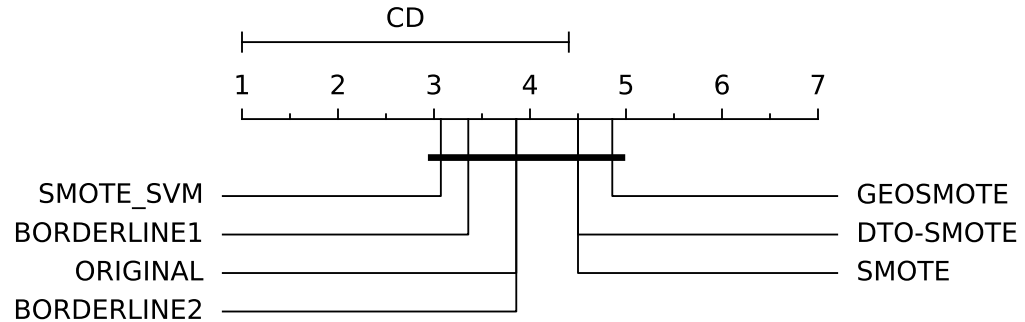 CD
1 2 3 4 5 6 7
SMOTE_SVM GEOSMOTE
BORDERLINE1 DTO-SMOTE
ORIGINAL SMOTE
BORDERLINE2